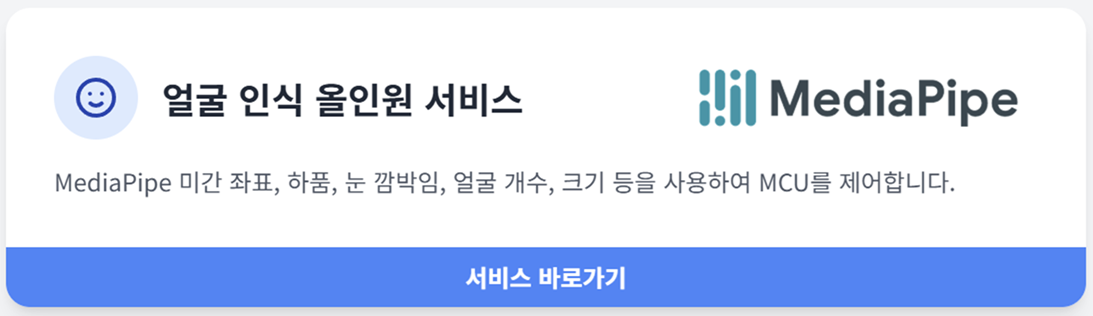 얼굴 인식 올인원 서비스
MediaPipe
MediaPipe 미간 좌표, 하품, 눈 깜박임, 얼굴 개수, 크기 등을 사용하여 MCU를 제어합니다.
서비스 바로가기